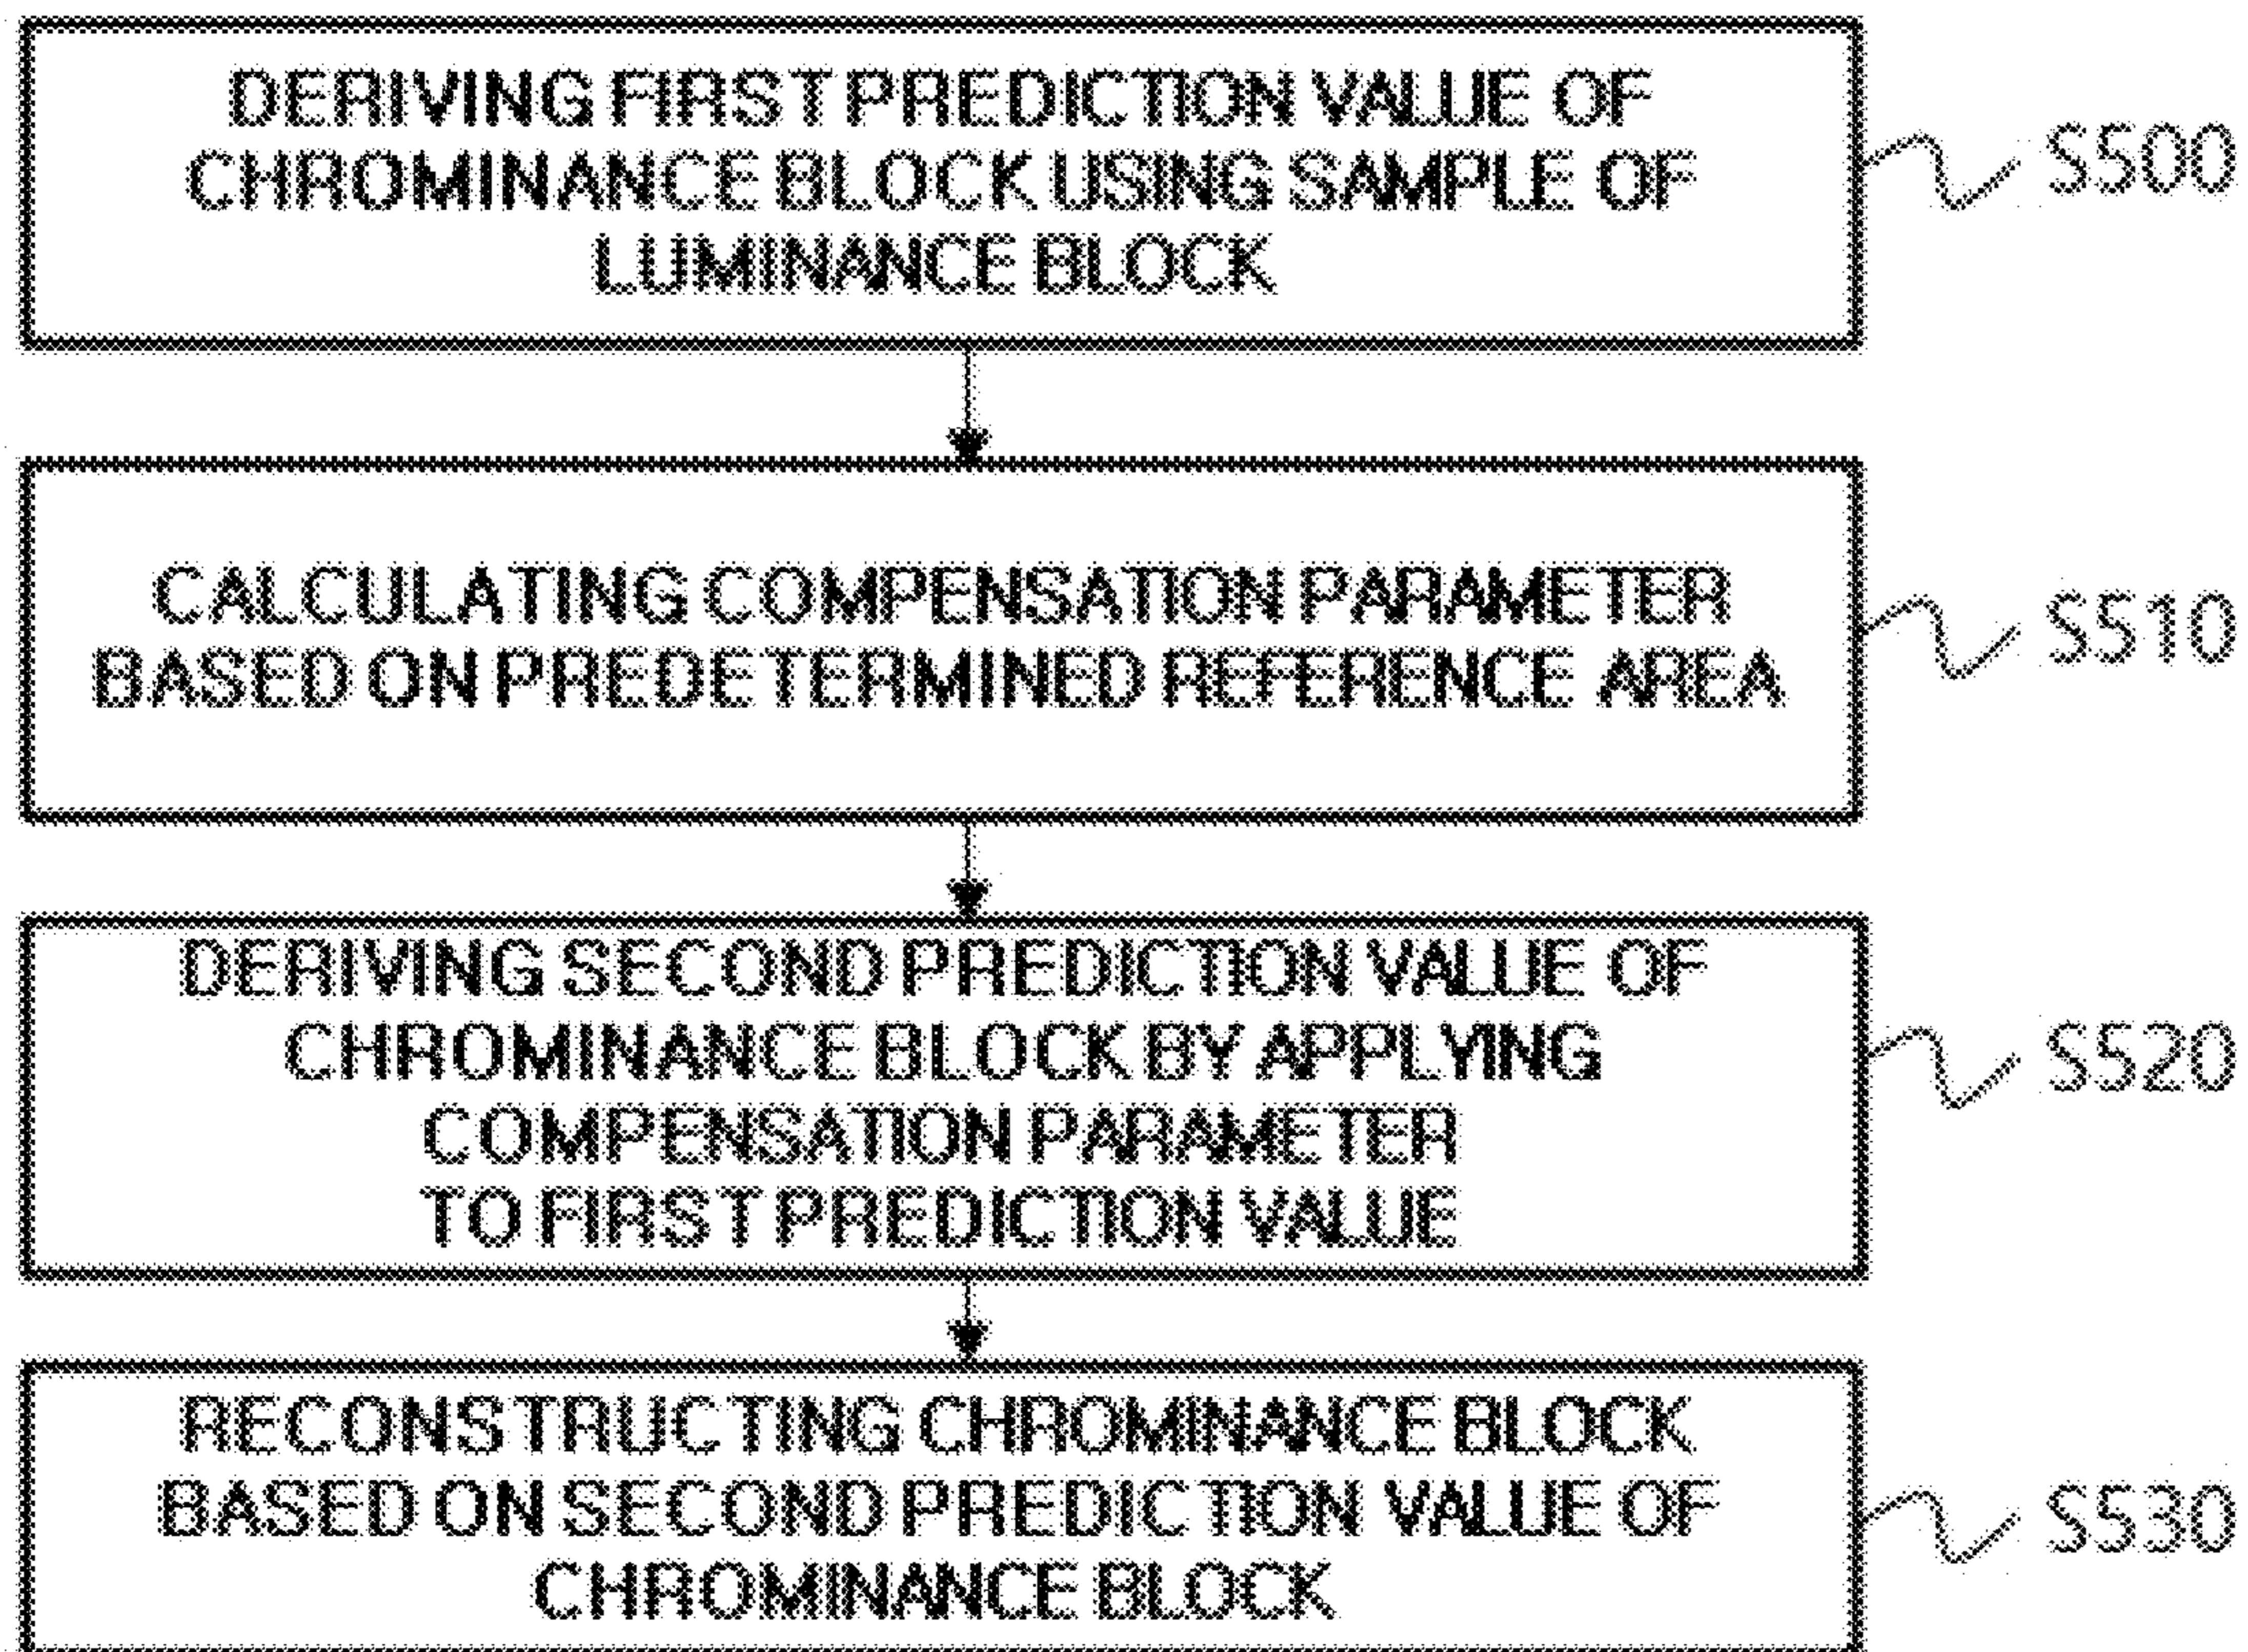 DERIVING FIRST PREDICTION VALUE OF
CHROMINANCE BLOCK USING SAMPLE OF
LUMINANCE BLOCK
S500
CALCULATING COMPENSATION PARAMETER
BASED ON PREDETERMINED REFERENCE AREA
S510
DERIVING SECOND PREDICTION VALUE OF
CHROMINANCE BLOCK BY APPLYING
COMPENSATION PARAMETER
TO FIRST PREDICTION VALUE
S520
RECONSTRUCTING CHROMINANCE BLOCK
BASED ON SECOND PREDICTION VALUE OF
CHROMINANCE BLOCK
S530